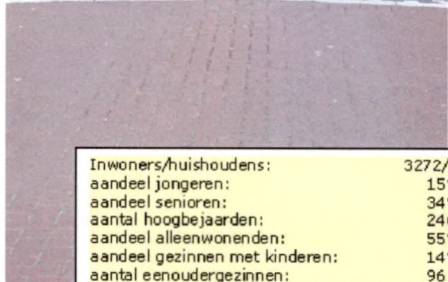 Inwoners/huishoudens: 3272/
aandeel jongeren: 15
aandeel senioren: 34
aantal hoogbejaarden: 24
aandeel alleenwonenden: 55
aandeel gezinnen met kinderen: 14
aantal eenoudergezinnen: 96